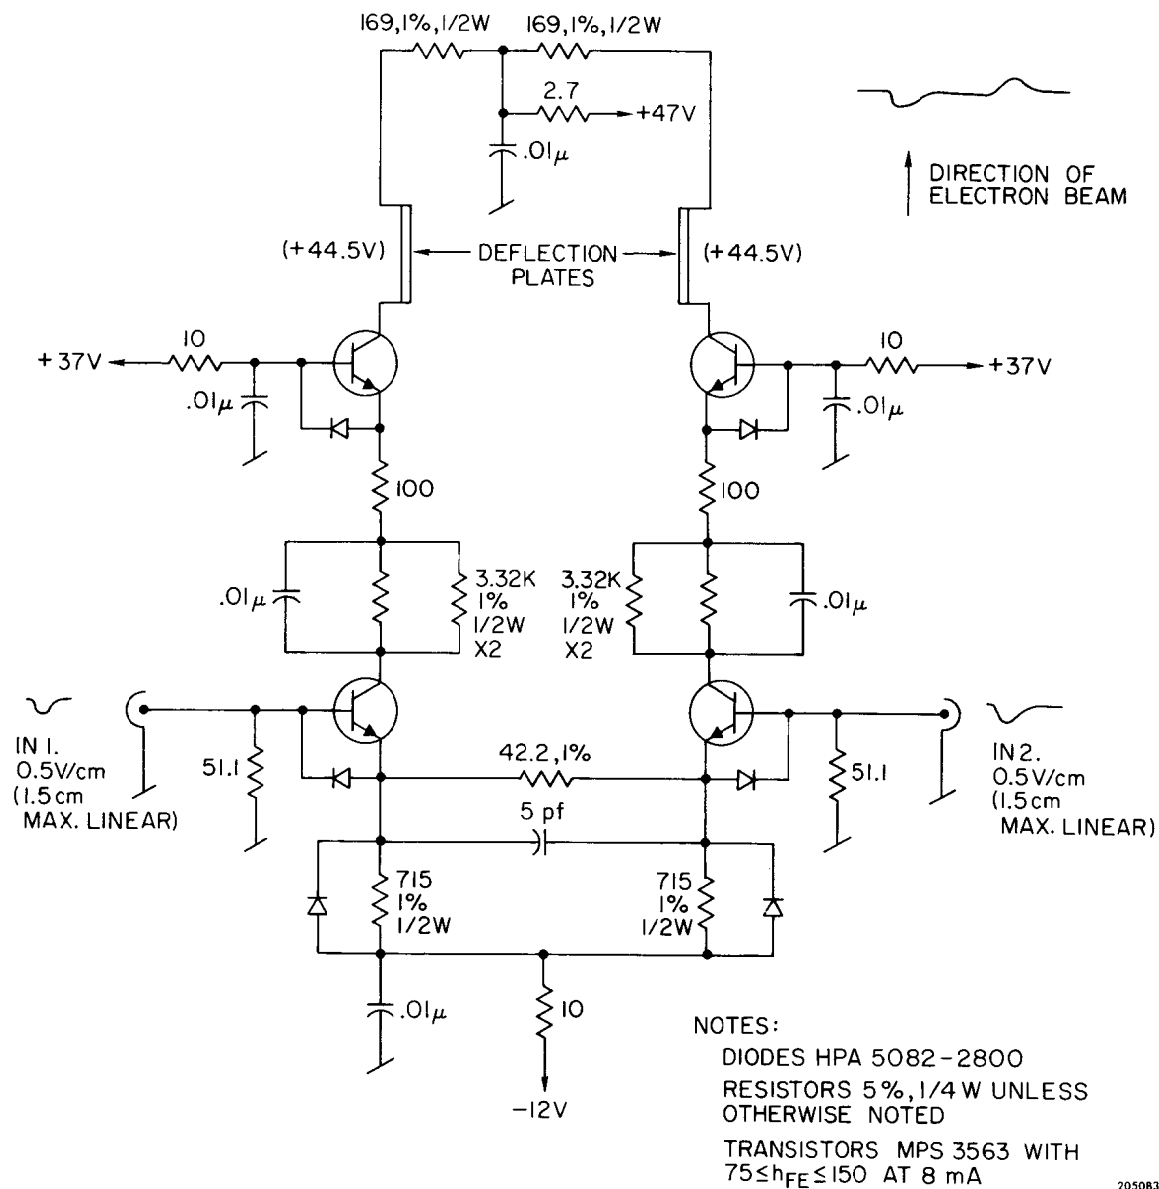 169,1%,1/2W
169,1%,1/2W
2.7
+47V
.01μ
DIRECTION OF
ELECTRON BEAM
(+44.5V)
DEFLECTION
PLATES
(+44.5V)
+37V
10
.01μ
10
+37V
.01μ
100
100
.01μ
3.32K
1%
1/2W
X2
3.32K
1%
1/2W
X2
.01μ
IN 1.
0.5V/cm
(1.5cm
MAX. LINEAR)
51.1
42.2,1%
5 pf
51.1
IN 2.
0.5V/cm
(1.5cm
MAX. LINEAR)
715
1%
1/2W
715
1%
1/2W
.01μ
10
-12V
NOTES:
DIODES HPA 5082-2800
RESISTORS 5%,1/4W UNLESS
OTHERWISE NOTED
TRANSISTORS MPS 3563 WITH
75≤hFE≤150 AT 8 mA
2050B3